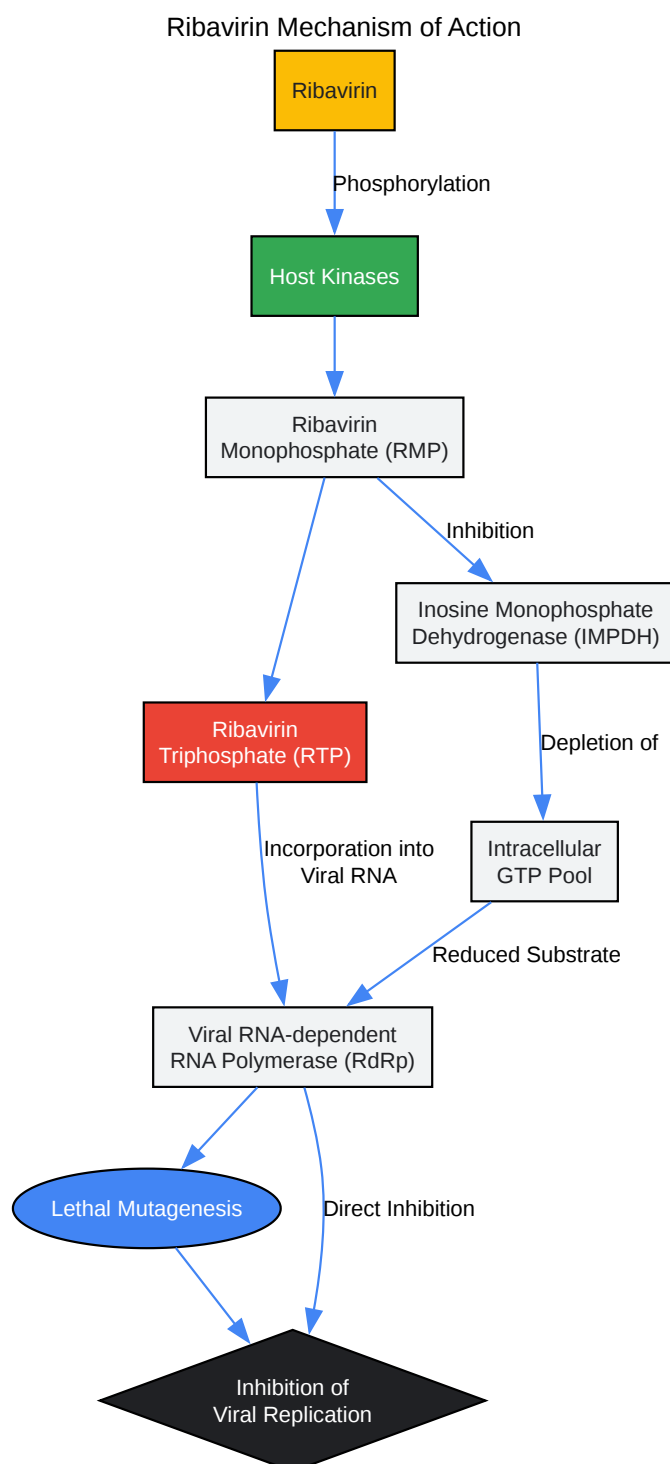 Ribavirin Mechanism of Action
Ribavirin
Phosphorylation
Host Kinases
Ribavirin
Monophosphate (RMP)
Inhibition
Inosine Monophosphate
Dehydrogenase (IMPDH)
Ribavirin
Triphosphate (RTP)
Depletion of
Incorporation into
Viral RNA
Intracellular
GTP Pool
Reduced Substrate
Viral RNA-dependent
RNA Polymerase (RdRp)
Lethal Mutagenesis
Direct Inhibition
Inhibition of
Viral Replication